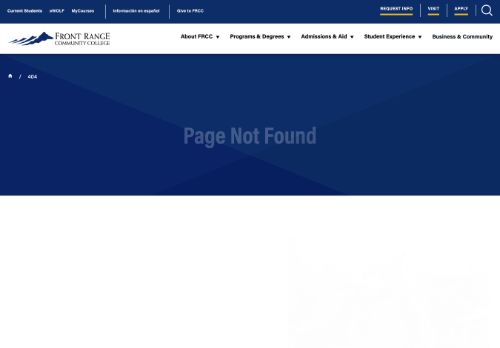 Current Students eWOLF MyCourses Información en español Give to FRCC REQUEST INFO VISIT APPLY
FRONT RANGE
COMMUNITY COLLEGE
About FRCC Programs & Degrees Admissions & Aid Student Experience Business & Community
/ 404
Page Not Found